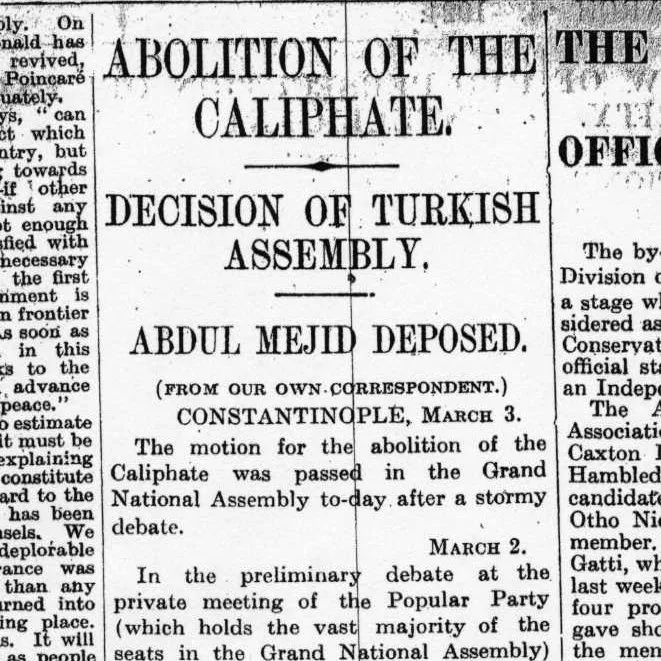 ply. On
nald has
revived,
Poincaré
uately.
ys, "can
ct which
ntry, but
towards
-if other
inst any
ot enough
sfied with
necessary
the first
nment is
n frontier
As soon as
in this
ks to the
advance
peace."
o estimate
it must be
explaining
constitute
ard to the
has been
nsels. We
deplorable
rance was
than any
urned into
ing place.
s. It will
as people
ABOLITION OF THE
CALIPHATE.
DECISION OF TURKISH
ASSEMBLY.
ABDUL MEJID DEPOSED.
(FROM OUR OWN CORRESPONDENT.)
CONSTANTINOPLE, MARCH 3.
The motion for the abolition of the
Caliphate was passed in the Grand
National Assembly to-day after a stormy
debate.
MARCH 2.
In the preliminary debate at the
private meeting of the Popular Party
(which holds the vast majority of the
seats in the Grand National Assembly)
THE
OFFIC
The by-
Division o
a stage wh
sidered as
Conservat
official sta
an Indepe
The A
Associatio
Caxton H
Hambled
candidate
Otho Nic
member.
Gatti, wh
last week
four pro
gave sho
the mem